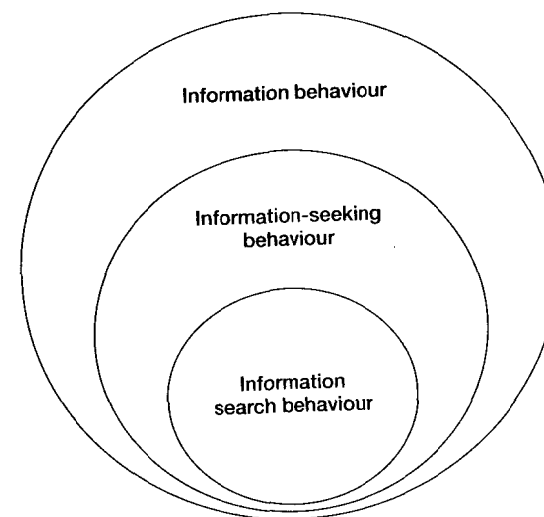 Information behaviour
Information-seeking
behaviour
Information
search behaviour